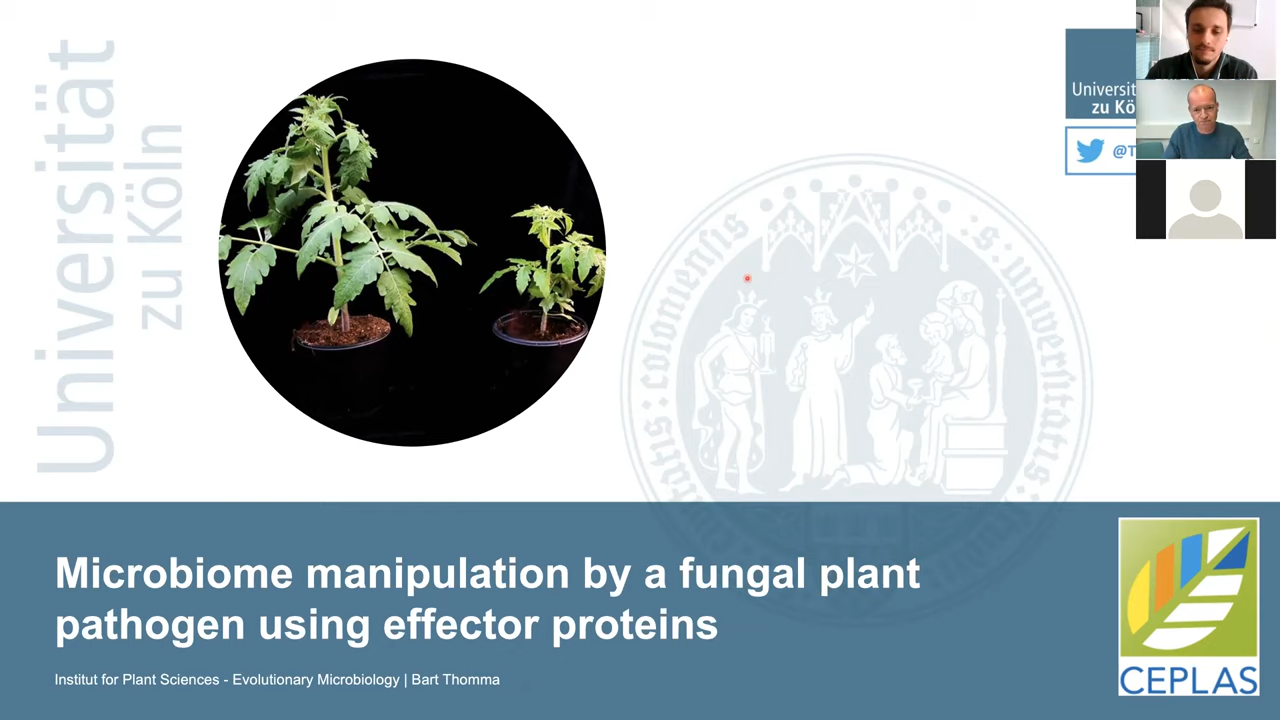 Universität
zu Köln
Universit
zu Kö
@T
Microbiome manipulation by a fungal plant
pathogen using effector proteins
Institut for Plant Sciences - Evolutionary Microbiology | Bart Thomma
CEPLAS